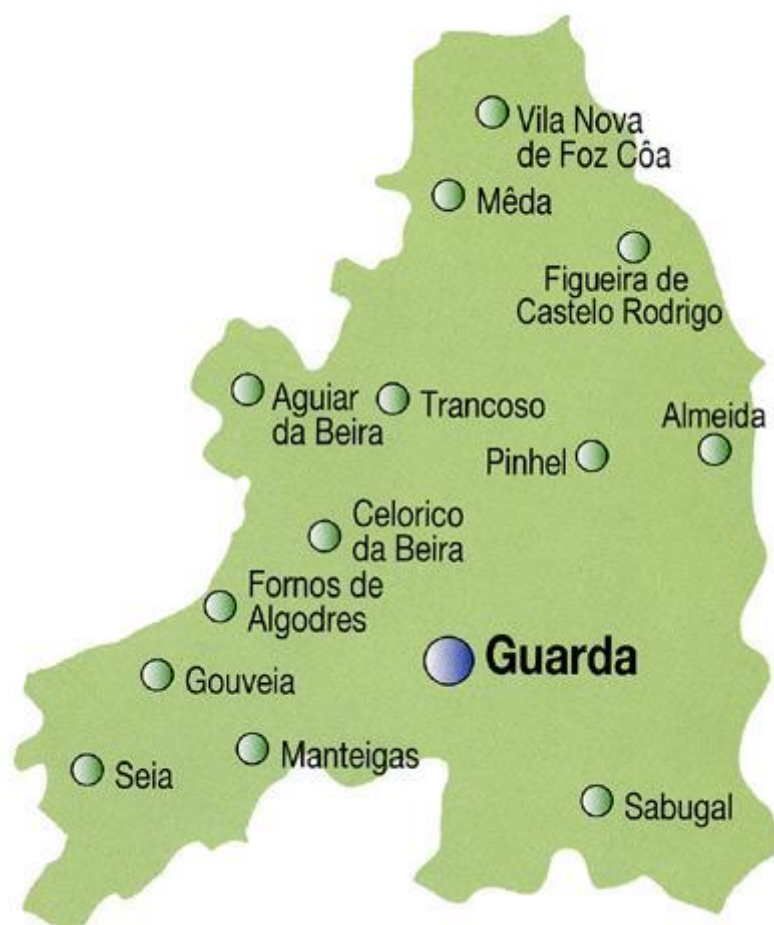 Vila Nova
de Foz Côa
Mêda
Figueira de
Castelo Rodrigo
Aguiar
da Beira
Trancoso
Almeida
Pinhel
Celorico
da Beira
Fornos de
Algodres
Guarda
Gouveia
Manteigas
Seia
Sabugal